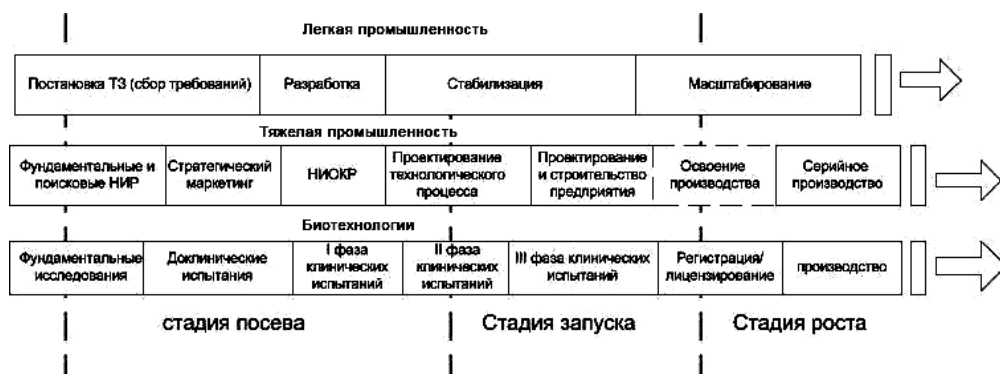 Легкая промышленность
Постановка ТЗ (сбор требований)
Разработка
Стабилизация
Масштабирование
Тяжелая промышленность
Фундаментальные и
поисковые НИР
Стратегический
маркетинг
НИОКР
Проектирование
технологического
процесса
Проектирование
и строительство
предприятия
Освоение
производства
Серийное
производство
Биотехнологии
Фундаментальные
исследования
Доклинические
испытания
I фаза
клинических
испытаний
II фаза
клинических
испытаний
III фаза клинических
испытаний
Регистрация/
лицензирование
производство
стадия посева
Стадия запуска
Стадия роста